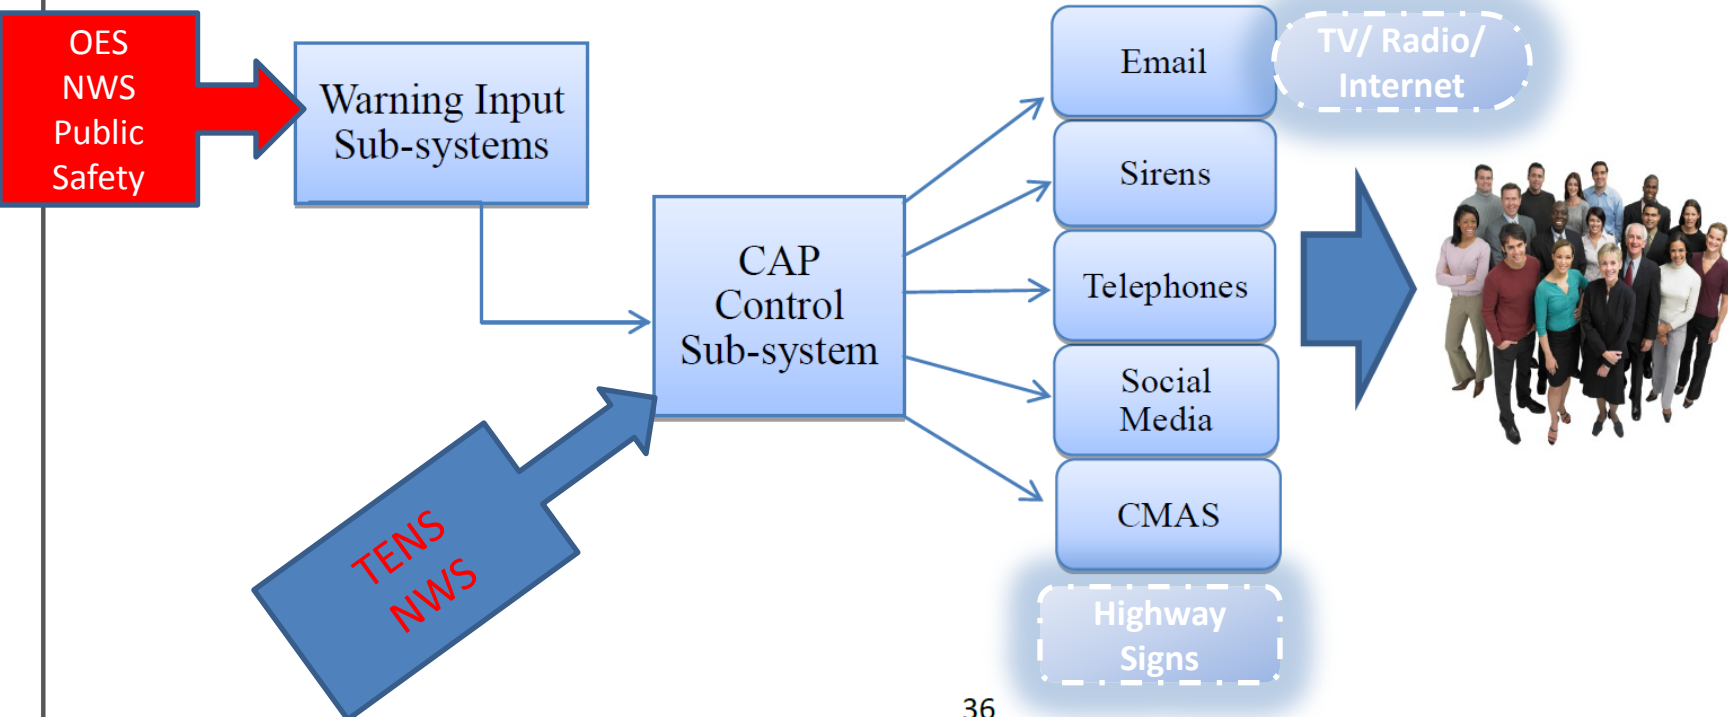 OES
NWS
Public
Safety
Warning Input
Sub-systems
CAP
Control
Sub-system
TENS
NWS
Email
Sirens
Telephones
Social
Media
CMAS
TV/ Radio/
Internet
Highway
Signs
36